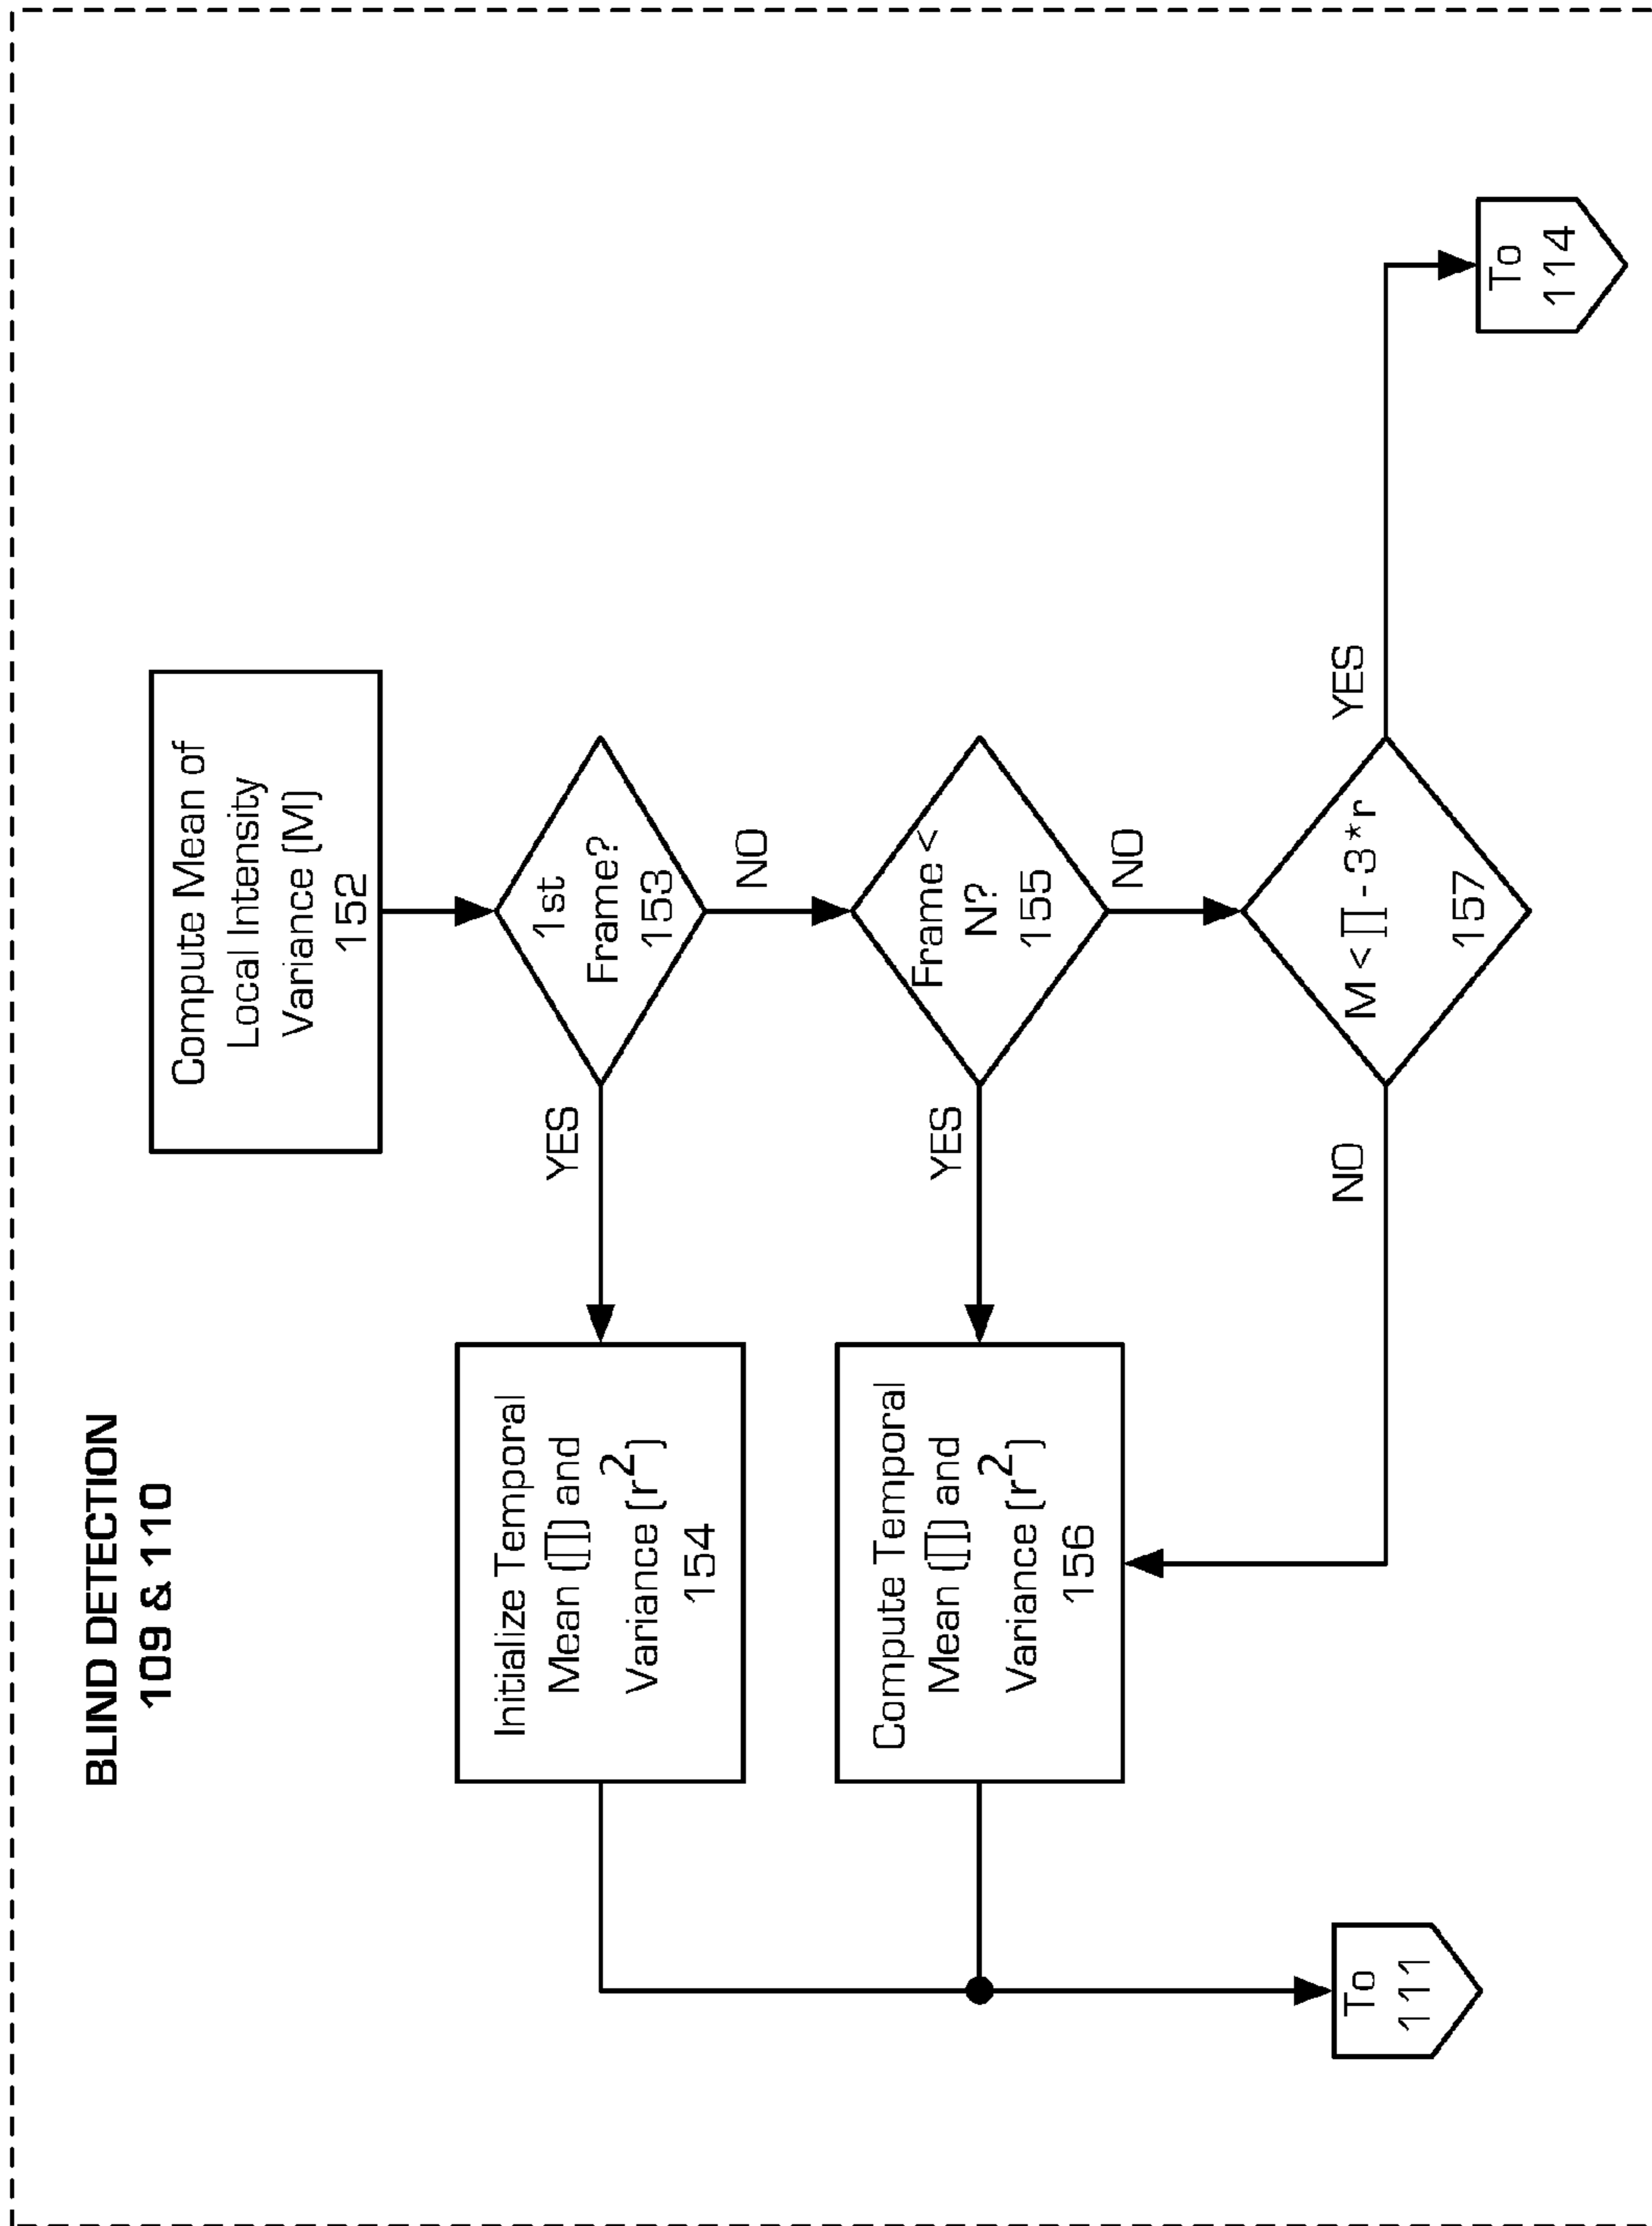 BLIND DETECTION
109 & 110
Compute Mean of
Local Intensity
Variance (M)
152
1st
Frame?
153
YES
NO
Initialize Temporal
Mean (∏) and
Variance (r²)
154
Frame <
N?
155
YES
NO
Compute Temporal
Mean (∏) and
Variance (r²)
156
M < ∏ - 3*r
157
NO
YES
To
111
To
114